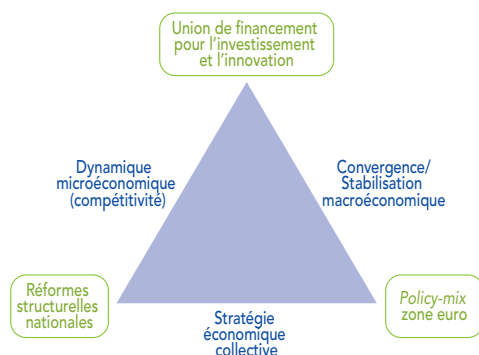 Union de financement
pour l’investissement
et l’innovation
Dynamique
microéconomique
(compétitivité)
Convergence/
Stabilisation
macroéconomique
Réformes
structurelles
nationales
Policy-mix
zone euro
Stratégie
économique
collective